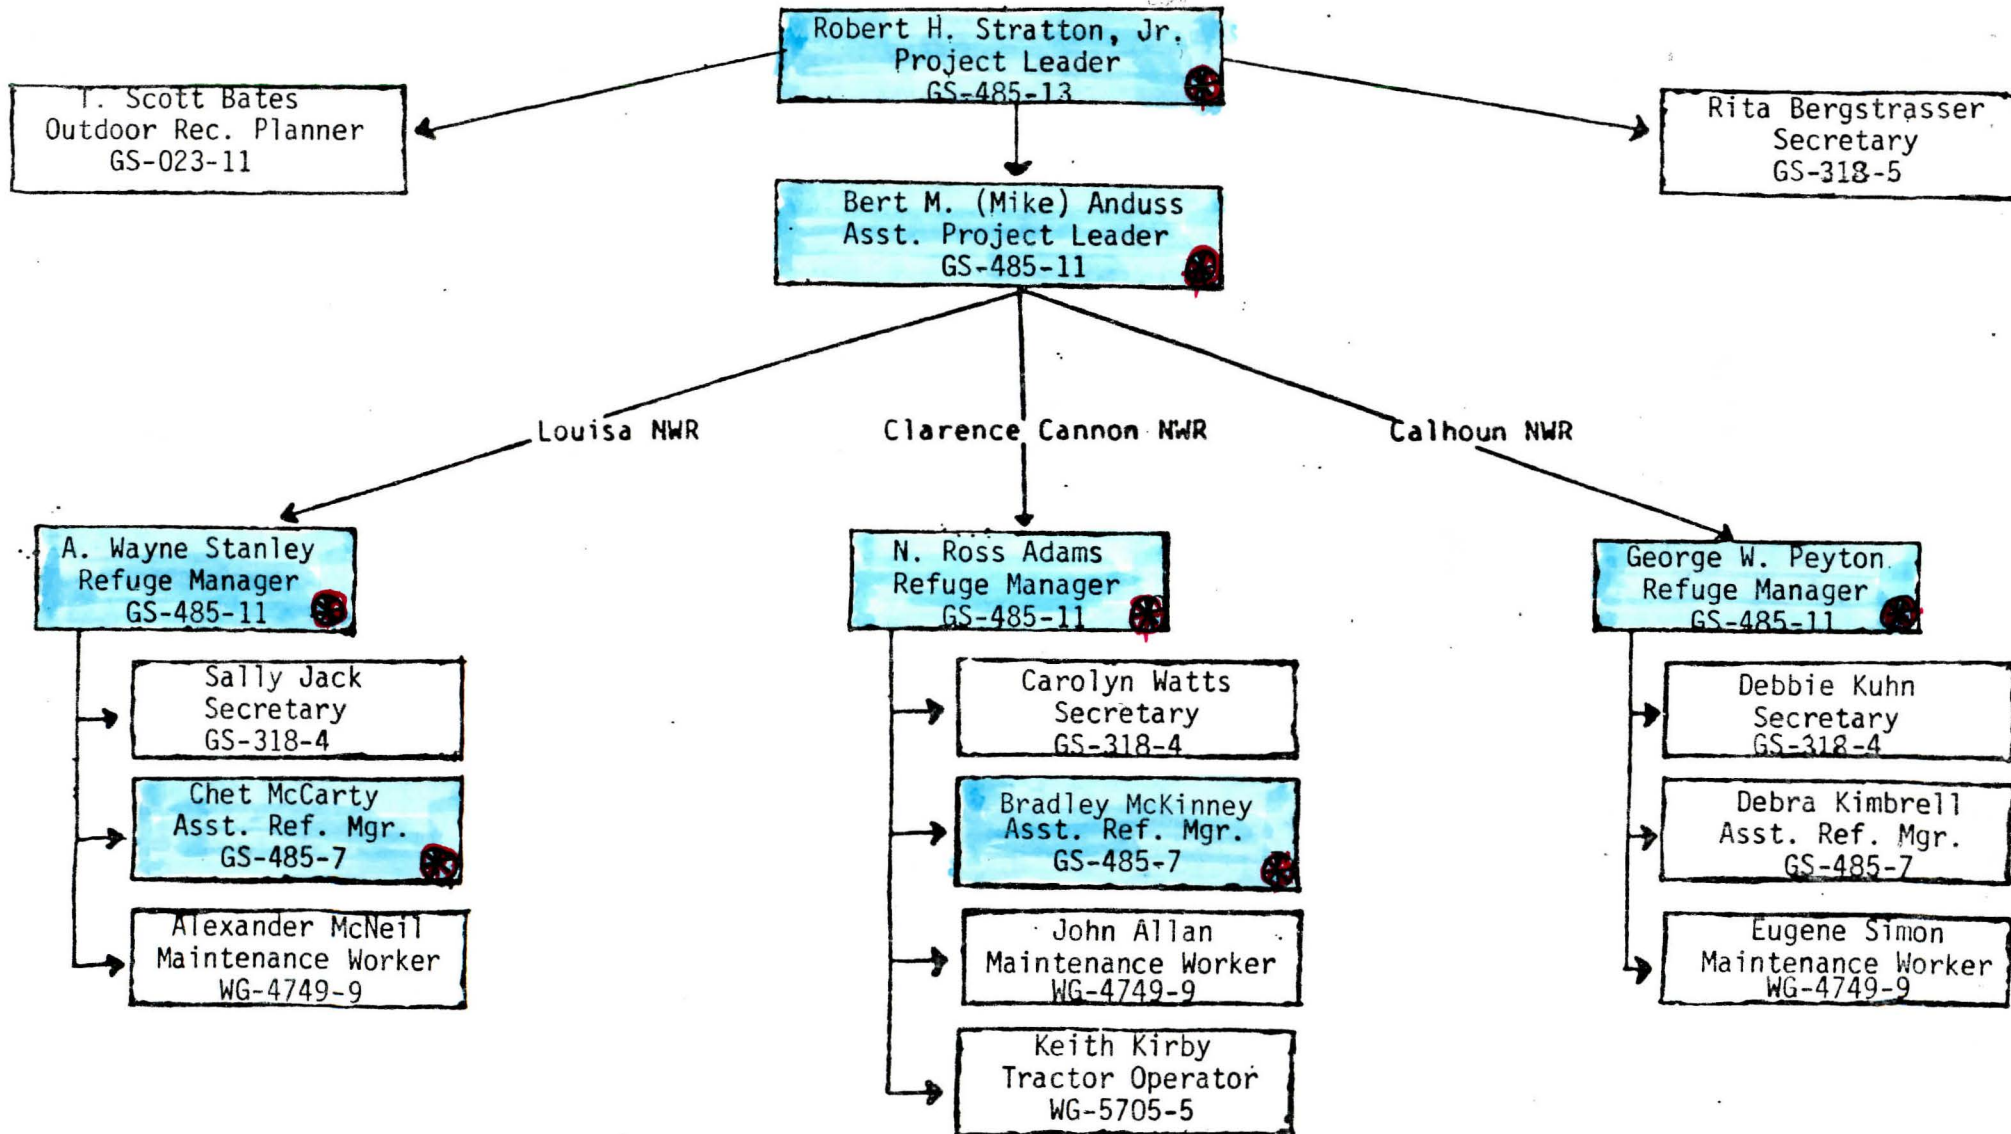 Robert H. Stratton, Jr.
Project Leader
GS-485-13
T. Scott Bates
Outdoor Rec. Planner
GS-023-11
Rita Bergstrasser
Secretary
GS-318-5
Bert M. (Mike) Anduss
Asst. Project Leader
GS-485-11
Louisa NWR
Clarence Cannon NWR
Calhoun NWR
A. Wayne Stanley
Refuge Manager
GS-485-11
Sally Jack
Secretary
GS-318-4
Chet McCarty
Asst. Ref. Mgr.
GS-485-7
Alexander McNeil
Maintenance Worker
WG-4749-9
N. Ross Adams
Refuge Manager
GS-485-11
Carolyn Watts
Secretary
GS-318-4
Bradley McKinney
Asst. Ref. Mgr.
GS-485-7
John Allan
Maintenance Worker
WG-4749-9
Keith Kirby
Tractor Operator
WG-5705-5
George W. Peyton
Refuge Manager
GS-485-11
Debbie Kuhn
Secretary
GS-318-4
Debra Kimbrell
Asst. Ref. Mgr.
GS-485-7
Eugene Simon
Maintenance Worker
WG-4749-9